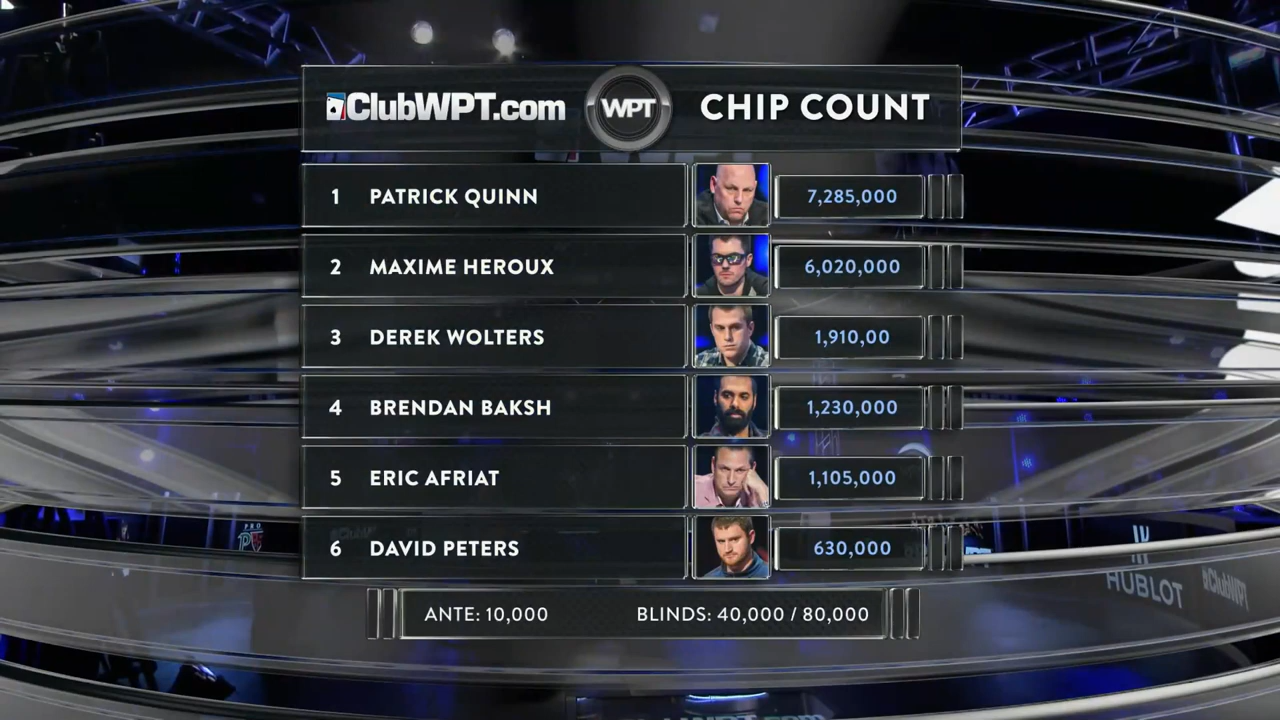 ClubWPT.com WPT CHIP COUNT
1 PATRICK QUINN 7,285,000
2 MAXIME HEROUX 6,020,000
3 DEREK WOLTERS 1,910,00
4 BRENDAN BAKSH 1,230,000
5 ERIC AFRIAT 1,105,000
6 DAVID PETERS 630,000
ANTE: 10,000 BLINDS: 40,000 / 80,000
PRO
HUBLOT
ClubWPT